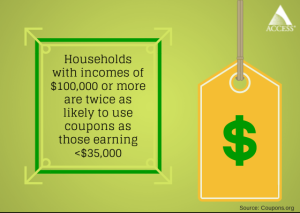 ACCESS
Households
with incomes of
$100,000 or more
are twice as
likely to use
coupons as
those earning
<$35,000
$
Source: Coupons.org